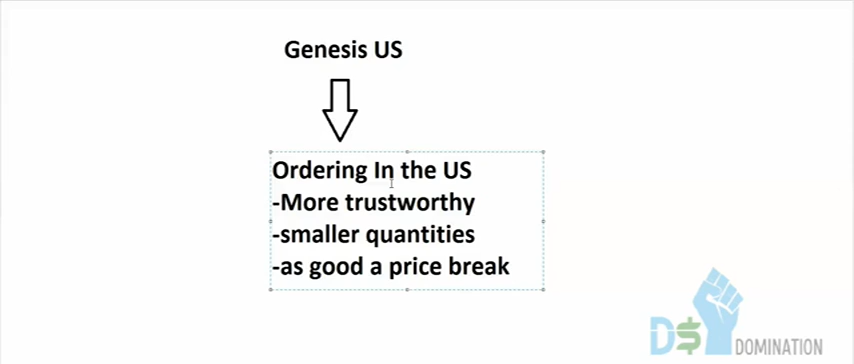 Genesis US
Ordering In the US
-More trustworthy
-smaller quantities
-as good a price break
D$ DOMINATION